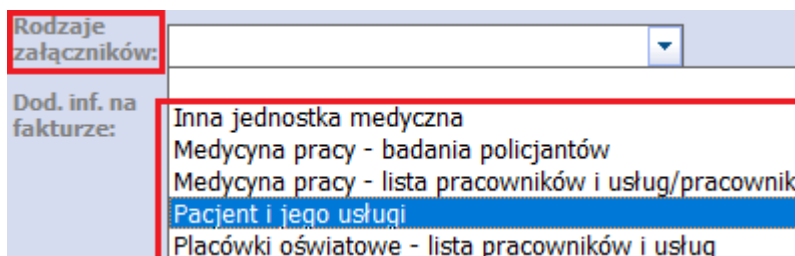 Rodzaje
załączników:
Dod. inf. na
fakturze:
Inna jednostka medyczna
Medycyna pracy - badania policjantów
Medycyna pracy - lista pracowników i usług/pracownik
Pacjent i jego usługi
Placówki oświatowe - lista pracowników i usług